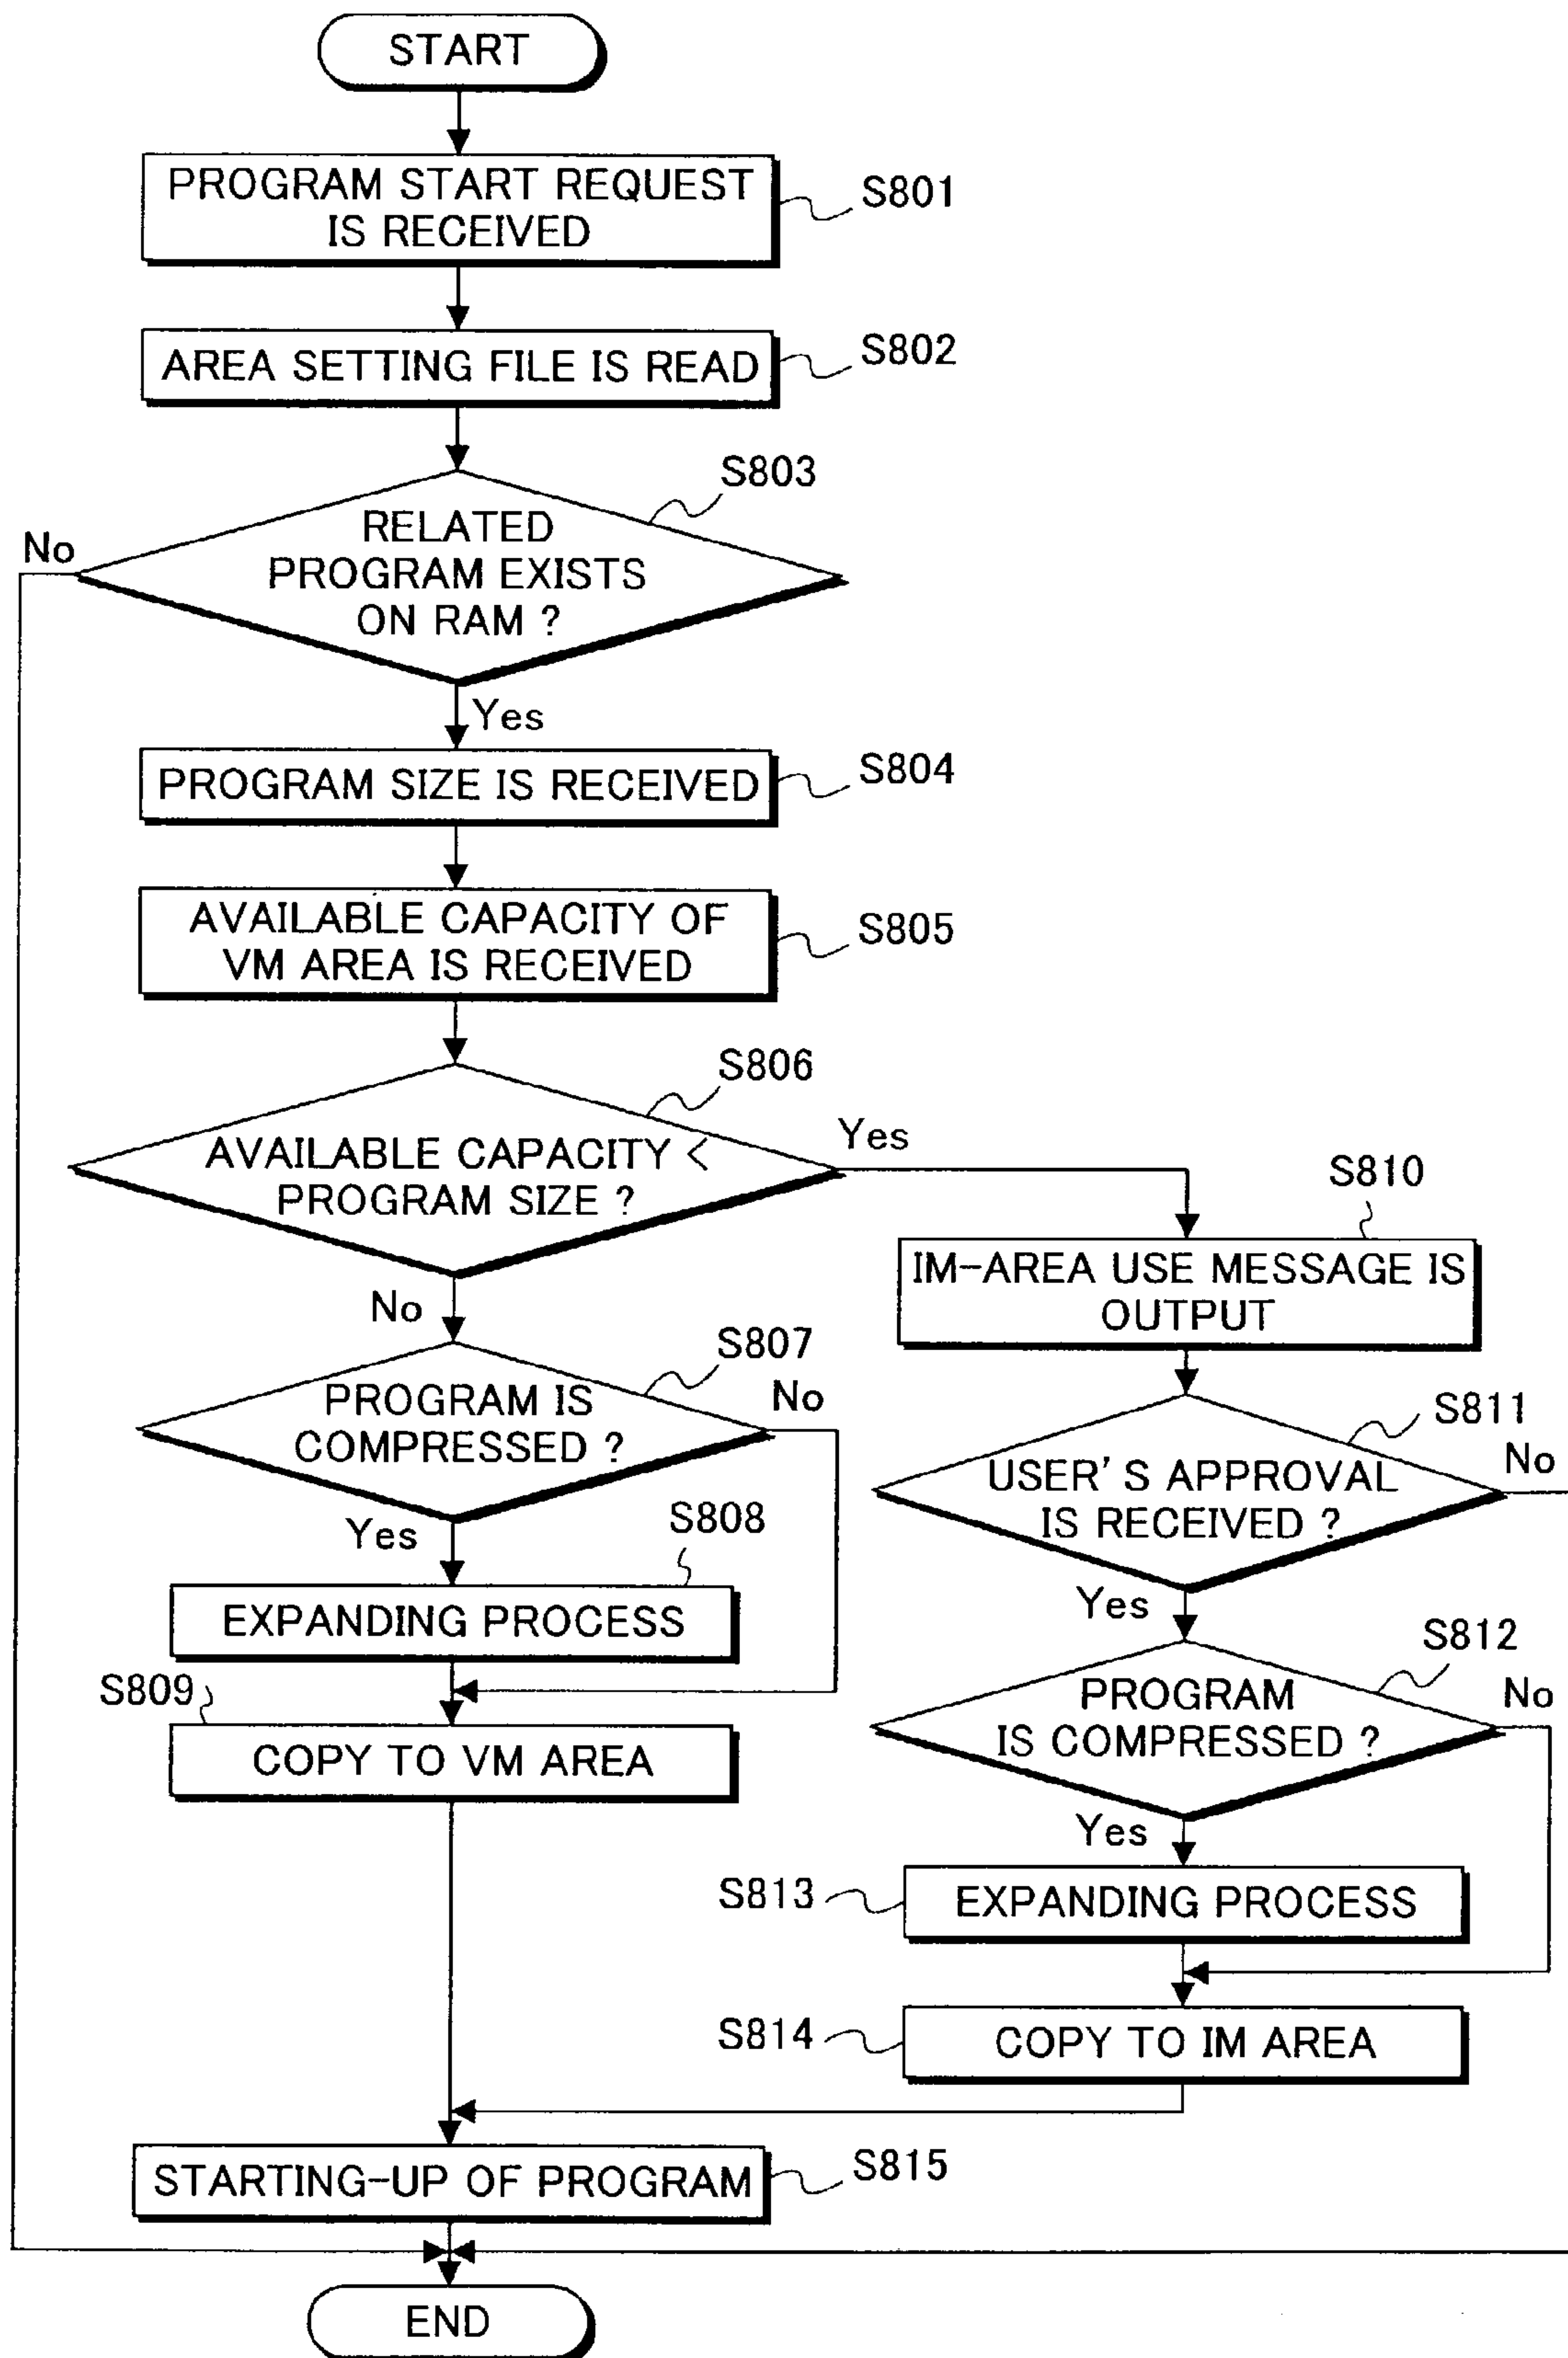 START
PROGRAM START REQUEST
IS RECEIVED
S801
AREA SETTING FILE IS READ
S802
S803
No
RELATED
PROGRAM EXISTS
ON RAM ?
Yes
PROGRAM SIZE IS RECEIVED
S804
AVAILABLE CAPACITY OF
VM AREA IS RECEIVED
S805
S806
AVAILABLE CAPACITY <
PROGRAM SIZE ?
Yes
No
S810
IM-AREA USE MESSAGE IS
OUTPUT
S807
PROGRAM IS
COMPRESSED ?
No
Yes
S811
USER'S APPROVAL
IS RECEIVED ?
No
Yes
S808
EXPANDING PROCESS
S809
COPY TO VM AREA
S812
PROGRAM
IS COMPRESSED ?
No
Yes
S813
EXPANDING PROCESS
S814
COPY TO IM AREA
STARTING-UP OF PROGRAM
S815
END